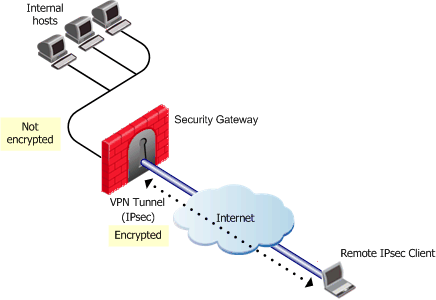 Internal
hosts
Security Gateway
Not
encrypted
VPN Tunnel
(IPsec)
Encrypted
Internet
Remote IPsec Client